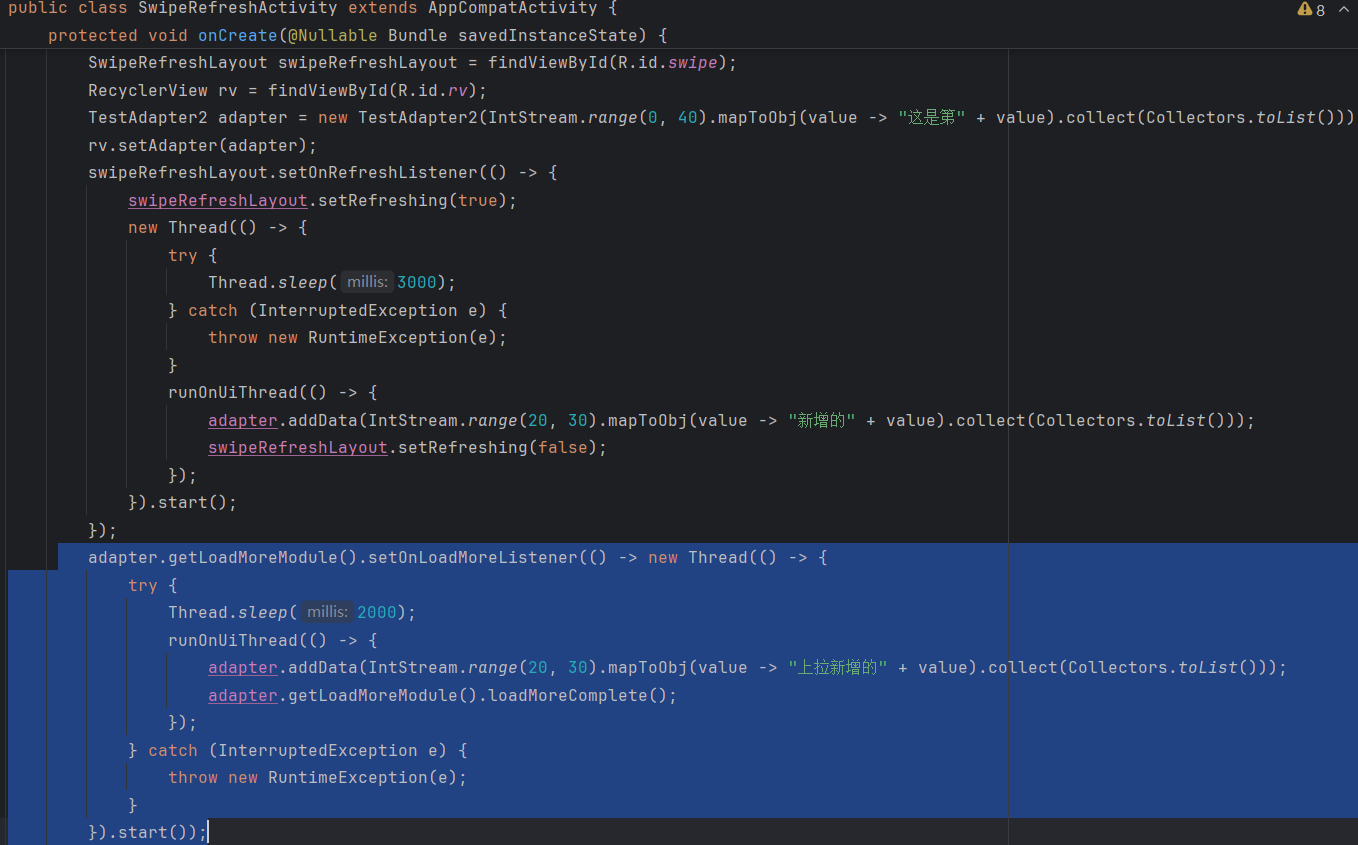 public class SwipeRefreshActivity extends AppCompatActivity {
8
protected void onCreate(@Nullable Bundle savedInstanceState) {
SwipeRefreshLayout swipeRefreshLayout = findViewById(R.id.swipe);
RecyclerView rv = findViewById(R.id.rv);
TestAdapter2 adapter = new TestAdapter2(IntStream.range(0, 40).mapToObj(value -> "这是第" + value).collect(Collectors.toList()))
rv.setAdapter(adapter);
swipeRefreshLayout.setOnRefreshListener(() -> {
swipeRefreshLayout.setRefreshing(true);
new Thread(() -> {
try {
Thread.sleep( millis: 3000);
} catch (InterruptedException e) {
throw new RuntimeException(e);
}
runOnUiThread(() -> {
adapter.addData(IntStream.range(20, 30).mapToObj(value -> "新增的" + value).collect(Collectors.toList()));
swipeRefreshLayout.setRefreshing(false);
});
}).start();
});
adapter.getLoadMoreModule().setOnLoadMoreListener(() -> new Thread(() -> {
try {
Thread.sleep( millis: 2000);
runOnUiThread(() -> {
adapter.addData(IntStream.range(20, 30).mapToObj(value -> "上拉新增的" + value).collect(Collectors.toList()));
adapter.getLoadMoreModule().loadMoreComplete();
});
} catch (InterruptedException e) {
throw new RuntimeException(e);
}
}).start());